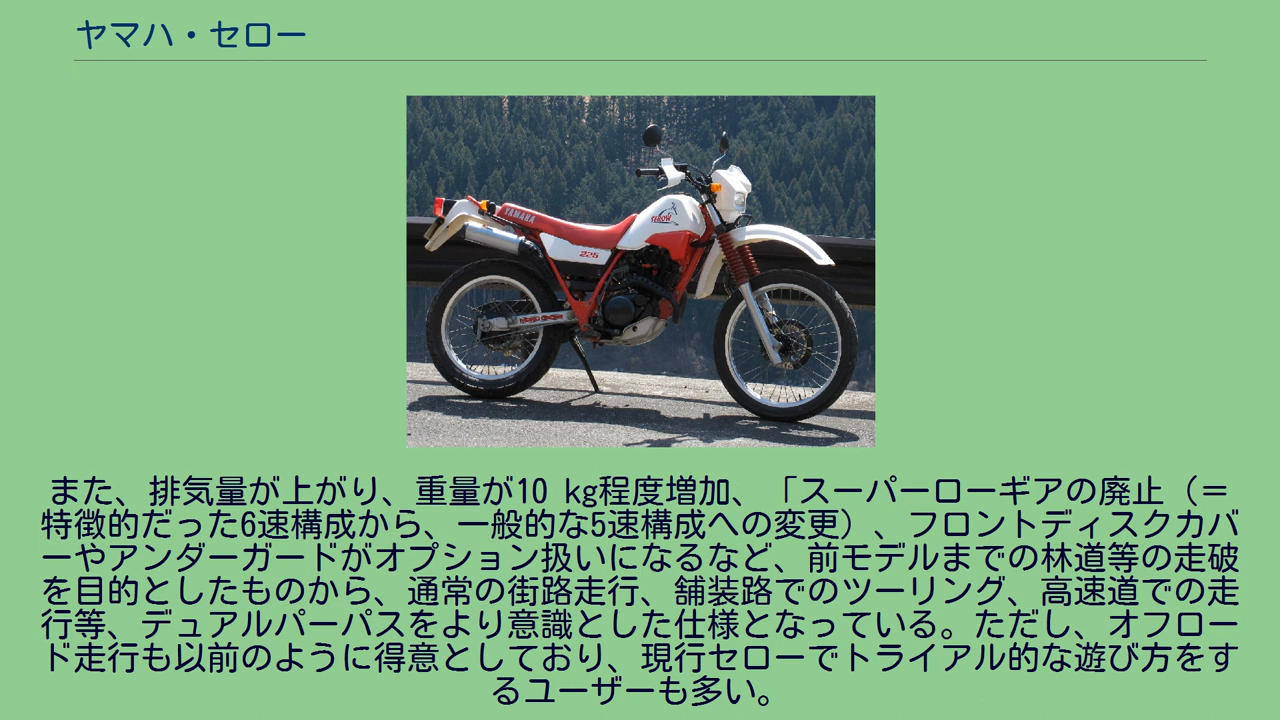 ヤマハ・セロー
YAMAHA
SEROW
225
また、排気量が上がり、重量が10 kg程度増加、「スーパーローギアの廃止（＝
特徴的だった6速構成から、一般的な5速構成への変更）、フロントディスクカバ
ーやアンダーガードがオプション扱いになるなど、前モデルまでの林道等の走破
を目的としたものから、通常の街路走行、舗装路でのツーリング、高速道での走
行等、デュアルパーパスをより意識とした仕様となっている。ただし、オフロー
ド走行も以前のように得意としており、現行セローでトライアル的な遊び方をす
るユーザーも多い。